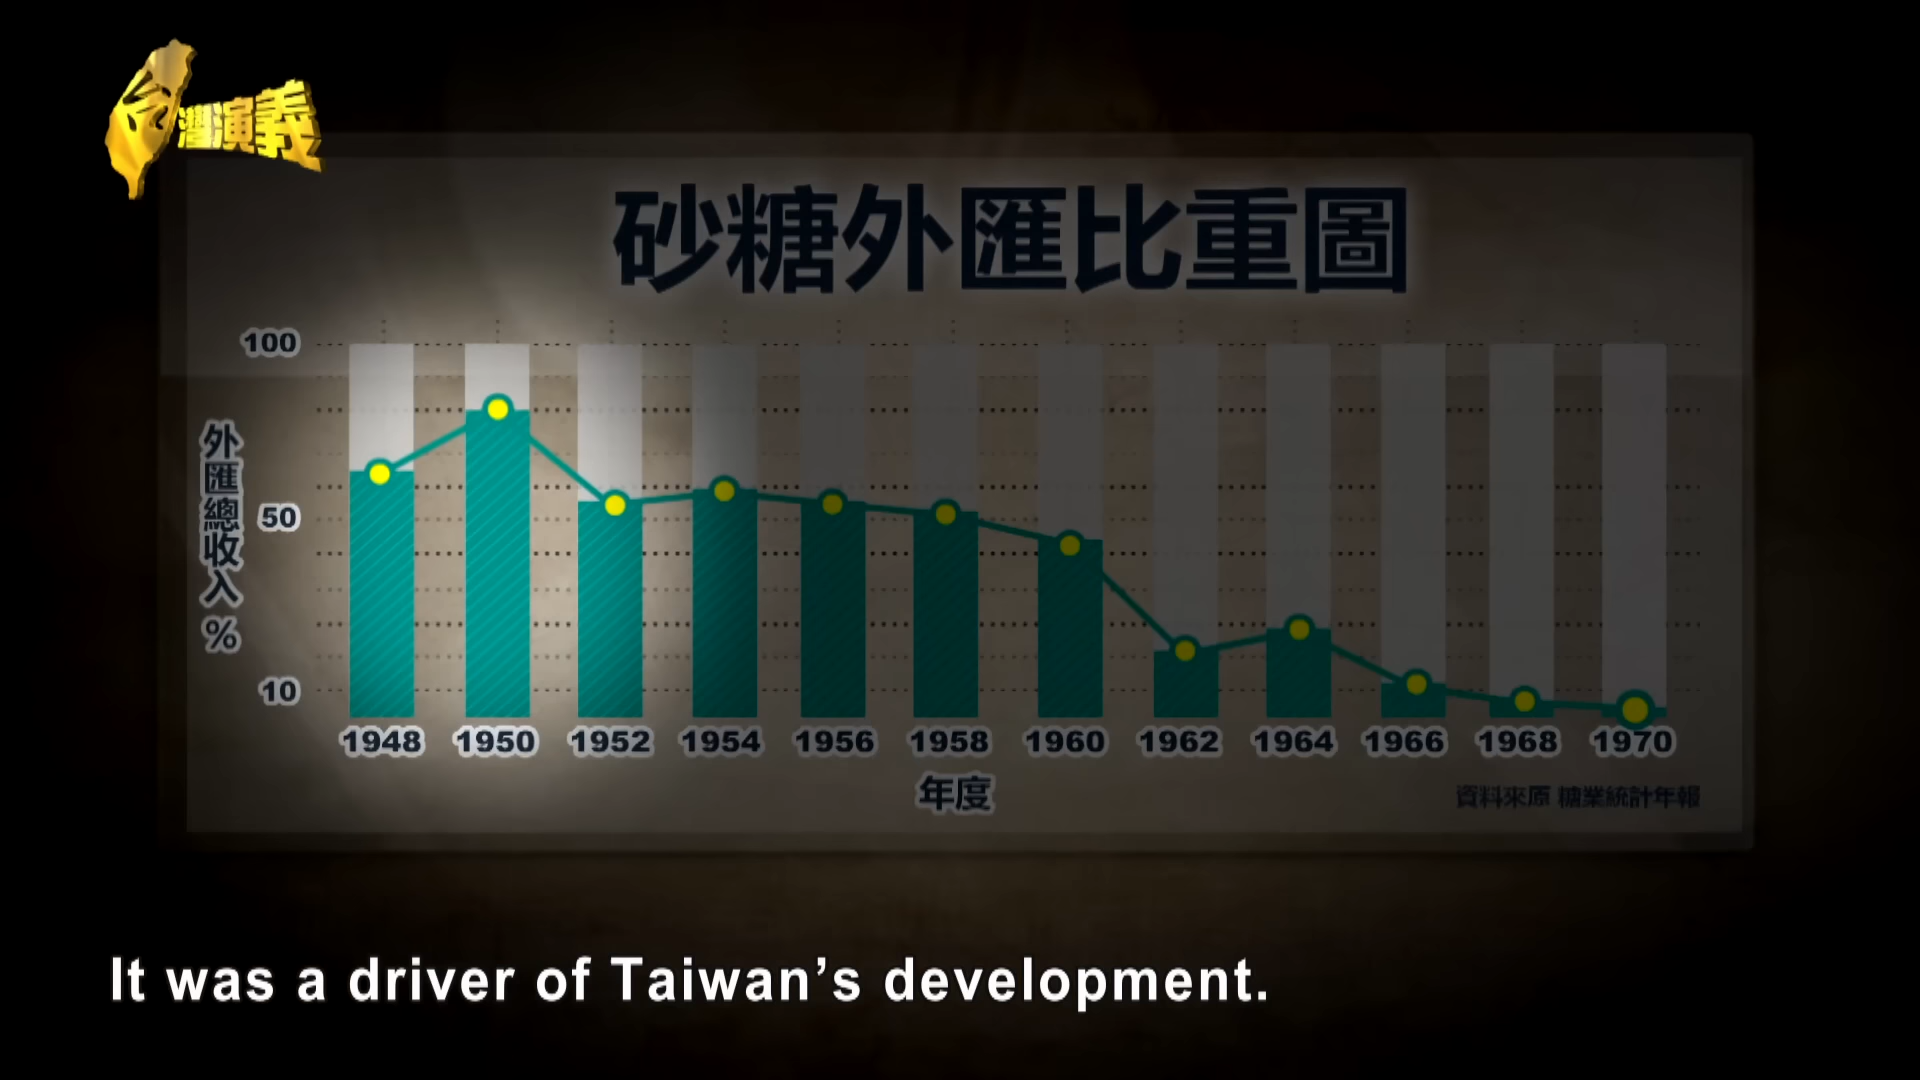 台灣演義
砂糖外匯比重圖
100
50
10
外匯總收入%
1948 1950 1952 1954 1956 1958 1960 1962 1964 1966 1968 1970
年度
資料來原 糖業統計年報
It was a driver of Taiwan’s development.